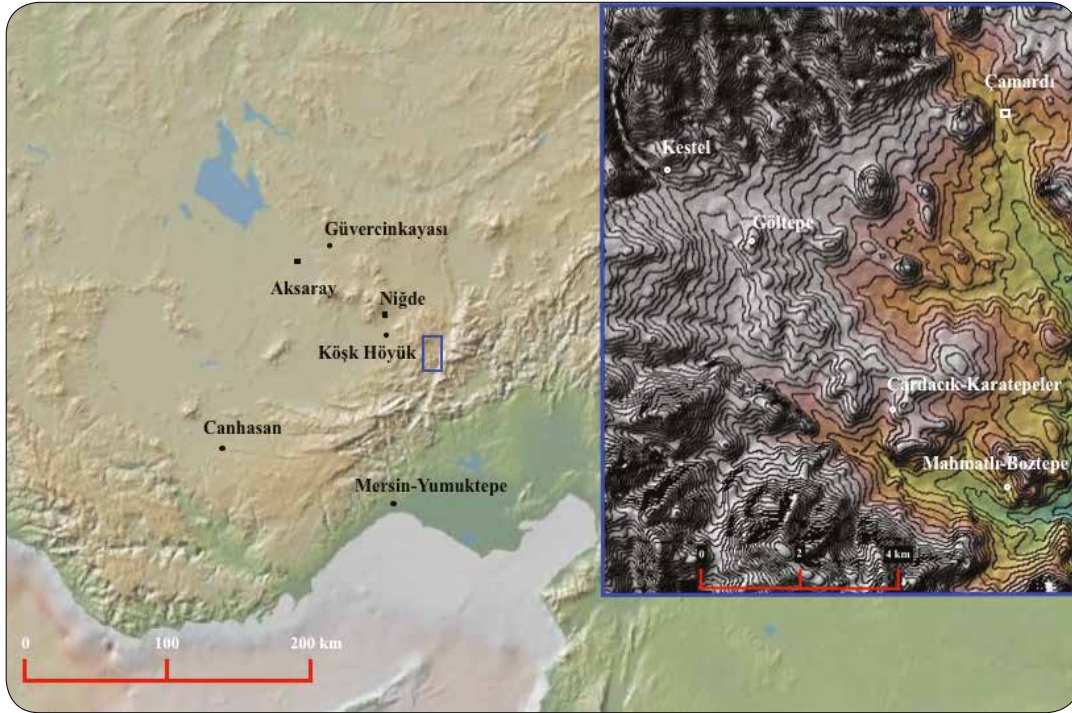 Güvercinkayası
Aksaray
Niğde
Köşk Höyük
Canhasan
Mersin-Yumuktepe
0 100 200 km
Çamardı
Kestel
Göltepe
Çardacık-Karatepeler
Mahmatlı-Boztepe
0 2 4 km